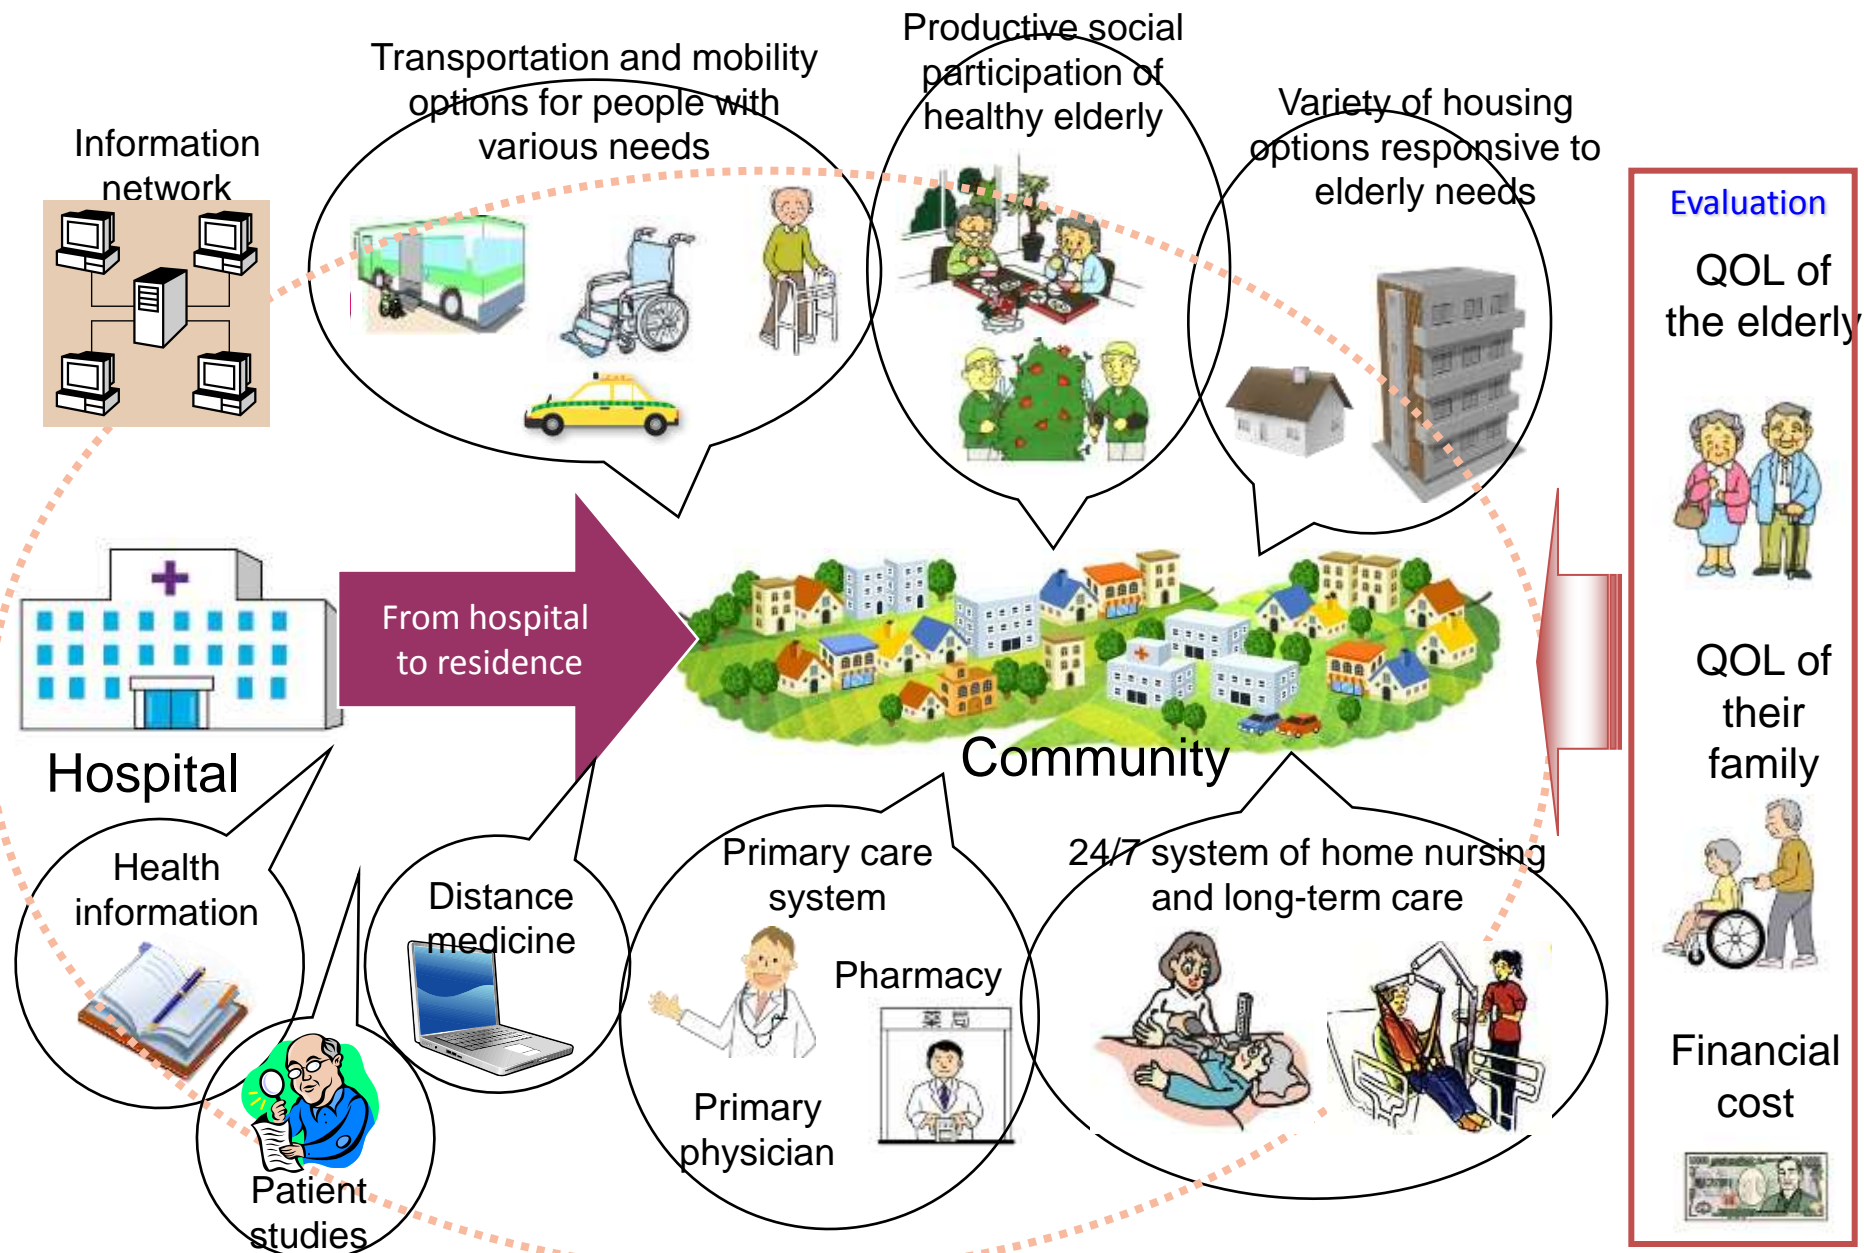 Information
network
Transportation and mobility
options for people with
various needs
Productive social
participation of
healthy elderly
Variety of housing
options responsive to
elderly needs
Evaluation
QOL of
the elderly
QOL of
their
family
Financial
cost
From hospital
to residence
Hospital
Community
Health
information
Patient
studies
Distance
medicine
Primary care
system
Pharmacy
薬局
Primary
physician
24/7 system of home nursing
and long-term care